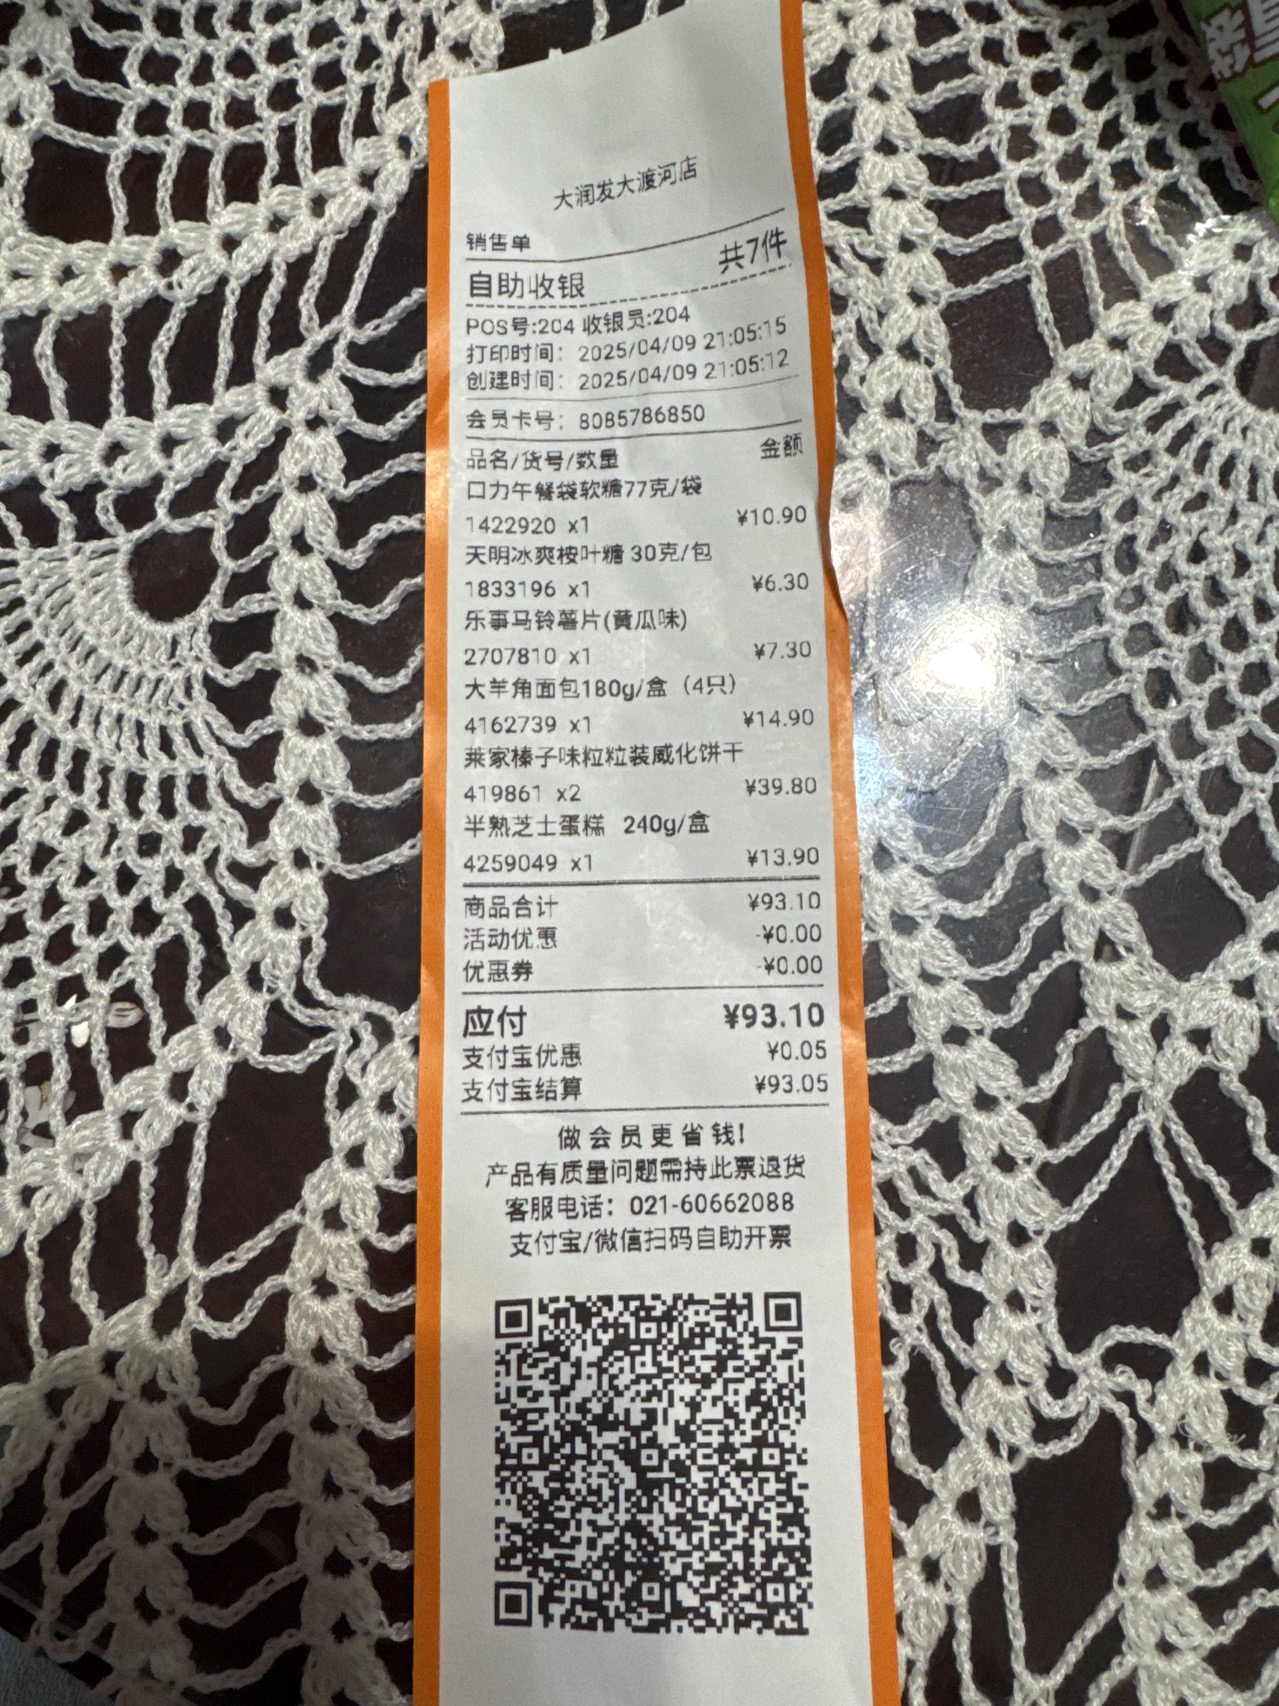 大润发大渡河店
销售单
共7件
自助收银
POS号:204 收银员:204
打印时间： 2025/04/09 21:05:15
创建时间： 2025/04/09 21:05:12
会员卡号： 8085786850
品名/货号/数量 金额
口力午餐袋软糖77克/袋
1422920 x1 ¥10.90
天明冰爽桉叶糖 30克/包
1833196 x1 ¥6.30
乐事马铃薯片(黄瓜味)
2707810 x1 ¥7.30
大羊角面包180g/盒（4只）
4162739 x1 ¥14.90
莱家榛子味粒粒装威化饼干
419861 x2 ¥39.80
半熟芝士蛋糕 240g/盒
4259049 x1 ¥13.90
商品合计 ¥93.10
活动优惠 -¥0.00
优惠券 -¥0.00
应付 ¥93.10
支付宝优惠 ¥0.05
支付宝结算 ¥93.05
做会员更省钱!
产品有质量问题需持此票退货
客服电话：021-60662088
支付宝/微信扫码自助开票